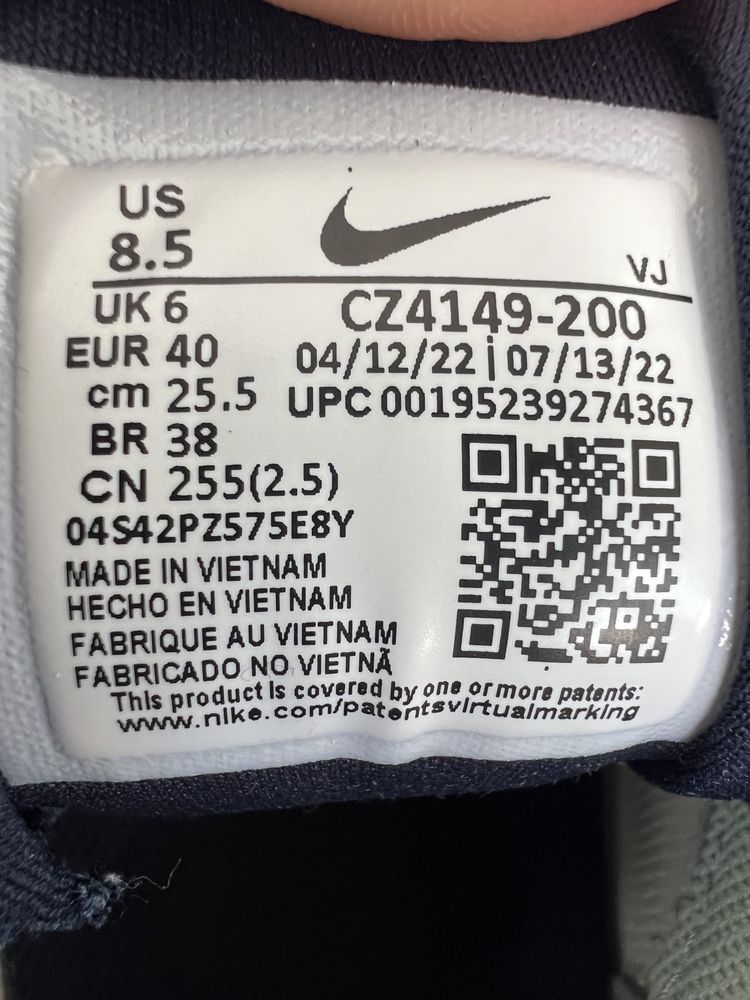 US
8.5
VJ
UK 6
CZ4149-200
EUR 40
04/12/22 | 07/13/22
cm 25.5
UPC 00195239274367
BR 38
CN 255(2.5)
04S42PZ575E8Y
MADE IN VIETNAM
HECHO EN VIETNAM
FABRIQUE AU VIETNAM
FABRICADO NO VIETNÃ
This product is covered by one or more patents:
www.nike.com/patentsvirtualmarking